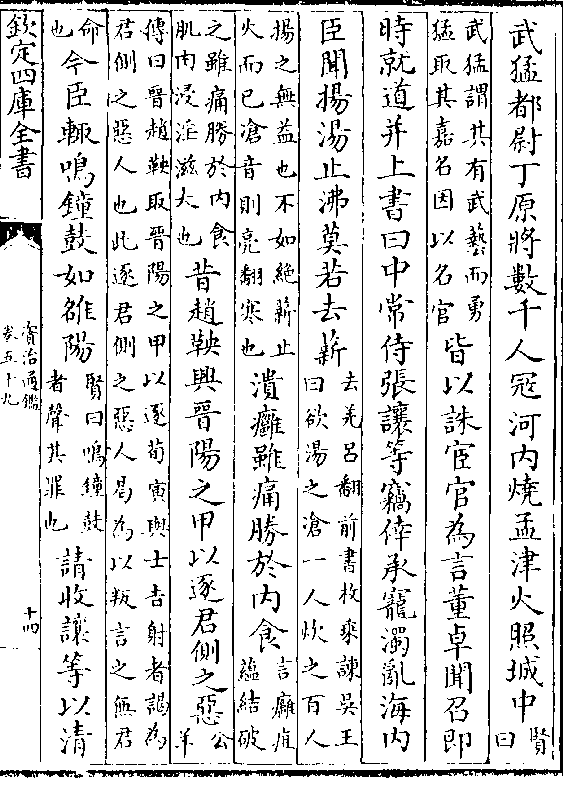 武猛都尉丁原將數千人冦河内燒孟津火照城中賢曰
武猛謂其有武藝而勇
猛取其嘉名因以名官
皆以誅宦官為言董卓聞召即
時就道并上書曰中常侍張讓等竊倖承寵濁亂海内
臣聞揚湯止沸莫若去薪
去羌呂翻前書枚乗諫吳王
曰欲湯之滄一人炊之百人
揚之無益也不如絶薪止
火而已滄音則亮翻寒也
潰癰雖痛勝於内食
言癰疽
蘊結破
之雖痛勝於内食
肌肉浸淫滋大也
昔趙鞅興晉陽之甲以逐君側之惡
公
羊
傳曰晉趙鞅取晉陽之甲以逐荀寅與士吉射者謁為
君側之惡人也此逐君側之惡人曷為以叛言之無君
命
也
今臣輒鳴鐘鼓如雒陽
賢曰鳴鐘鼓
者聲其罪也
請收讓等以清
欽定四庫全書
資治通鑑
卷五十九
十四